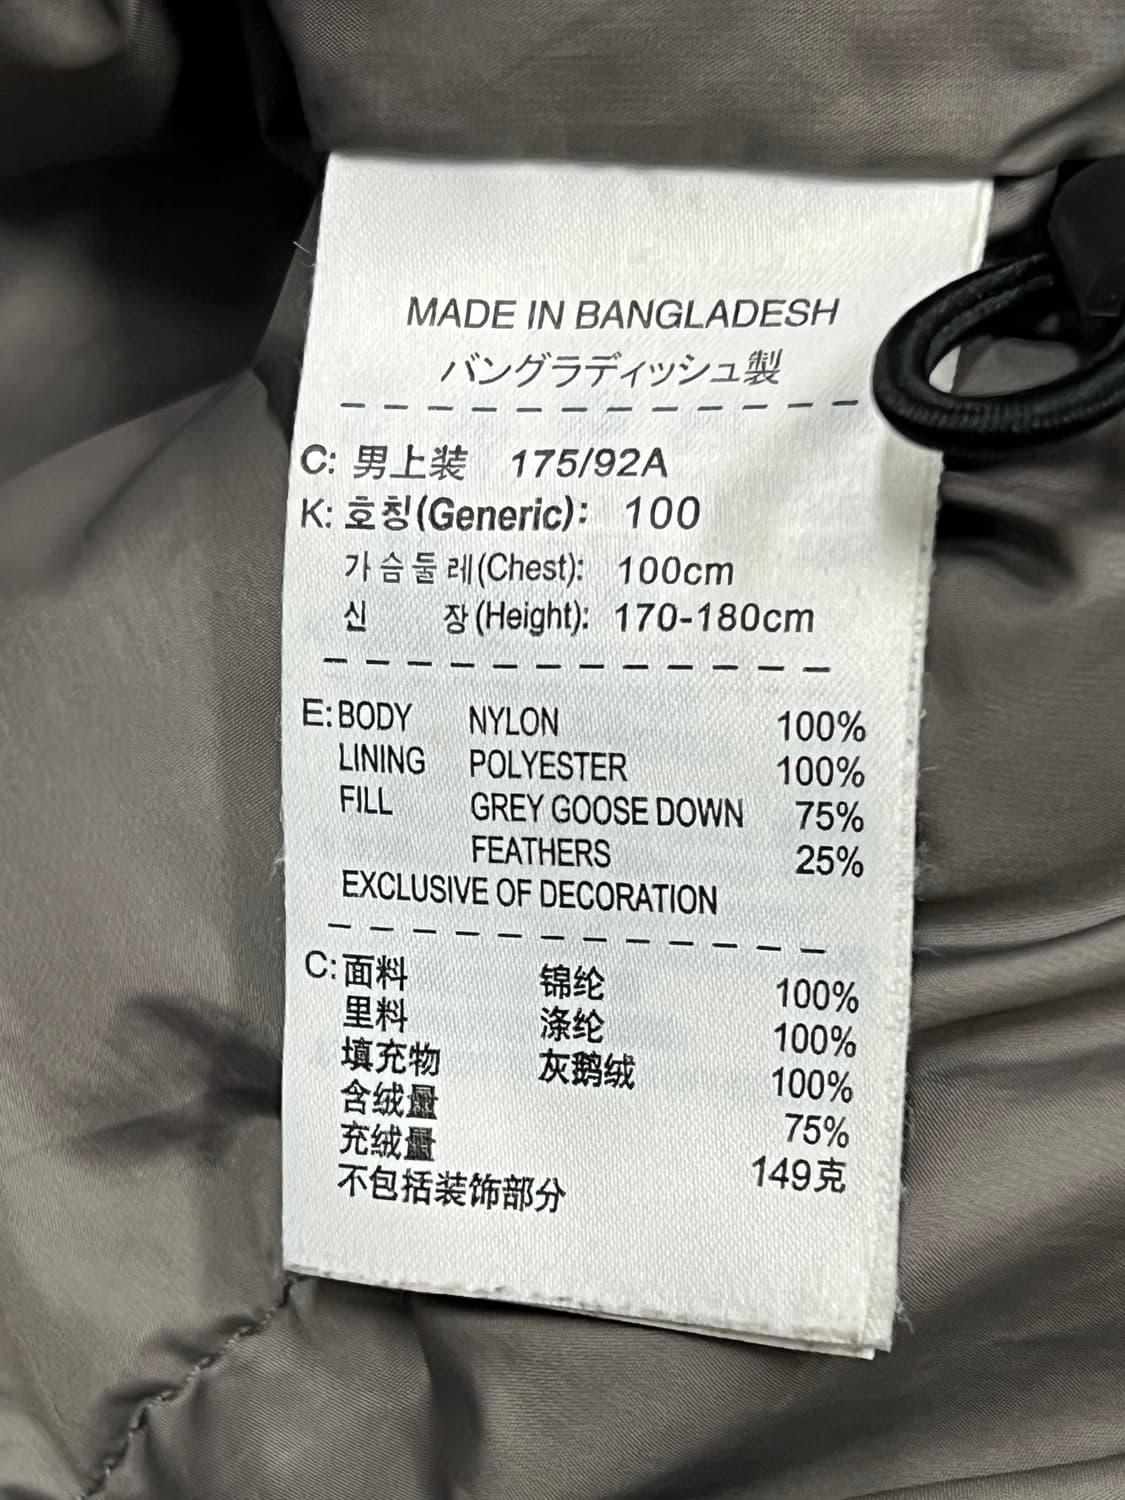 MADE IN BANGLADESH
バングラディッシュ製
C: 男上装 175/92A
K: 호칭(Generic): 100
가슴둘레(Chest): 100cm
신 장(Height): 170-180cm
E: BODY NYLON 100%
LINING POLYESTER 100%
FILL GREY GOOSE DOWN 75%
FEATHERS 25%
EXCLUSIVE OF DECORATION
C: 面料 锦纶 100%
里料 涤纶 100%
填充物 灰鹅绒 100%
含绒量 75%
充绒量 149克
不包括装饰部分